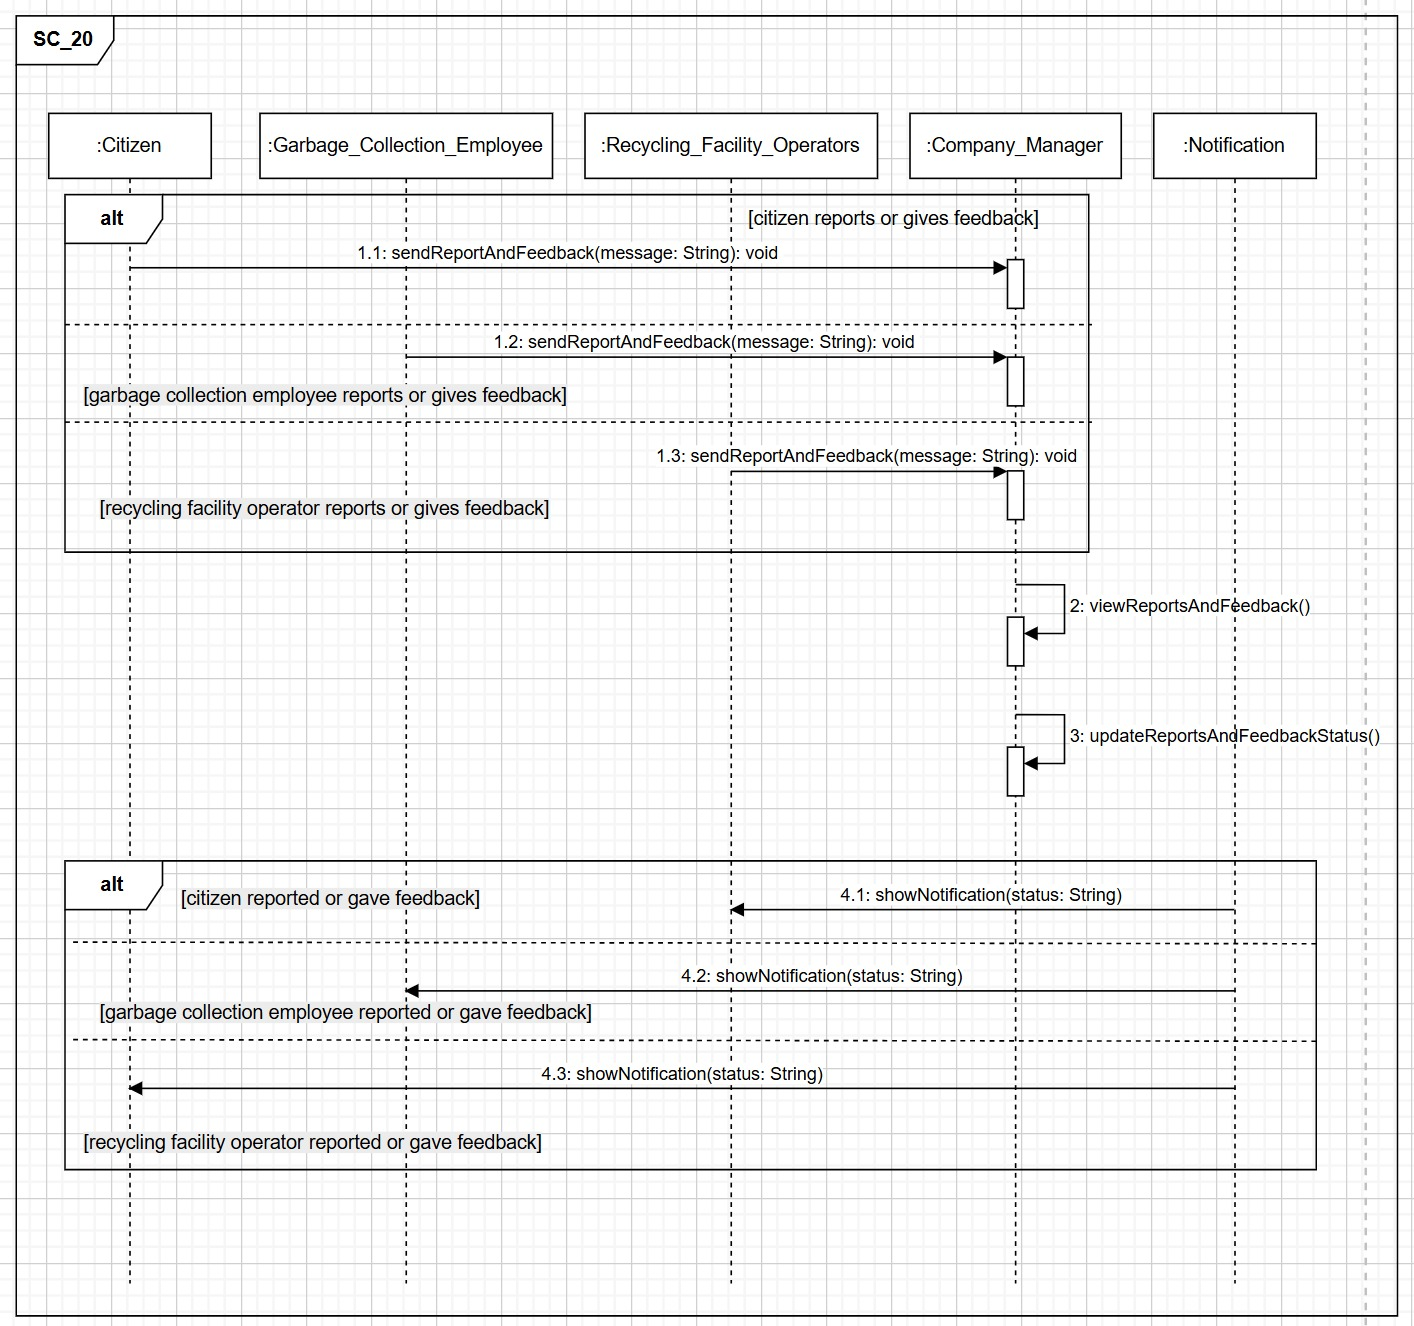 SC_20
:Citizen
:Garbage_Collection_Employee
:Recycling_Facility_Operators
:Company_Manager
:Notification
alt
[citizen reports or gives feedback]
1.1: sendReportAndFeedback(message: String): void
1.2: sendReportAndFeedback(message: String): void
[garbage collection employee reports or gives feedback]
1.3: sendReportAndFeedback(message: String): void
[recycling facility operator reports or gives feedback]
2: viewReportsAndFeedback()
3: updateReportsAndFeedbackStatus()
alt
[citizen reported or gave feedback]
4.1: showNotification(status: String)
4.2: showNotification(status: String)
[garbage collection employee reported or gave feedback]
4.3: showNotification(status: String)
[recycling facility operator reported or gave feedback]